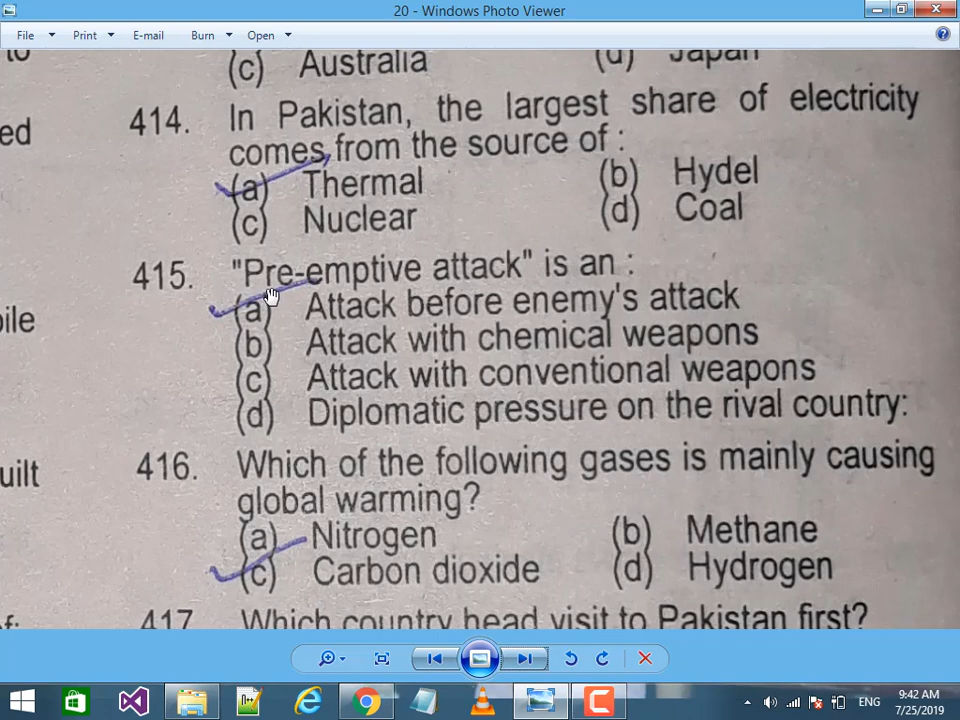 20 - Windows Photo Viewer
File Print E-mail Burn Open
to
(c) Australia (d) Japan
414. In Pakistan, the largest share of electricity
ed
comes from the source of :
(a) Thermal (b) Hydel
(c) Nuclear (d) Coal
415. "Pre-emptive attack" is an :
(a) Attack before enemy's attack
(b) Attack with chemical weapons
(c) Attack with conventional weapons
(d) Diplomatic pressure on the rival country:
416. Which of the following gases is mainly causing
uilt
global warming?
(a) Nitrogen (b) Methane
(c) Carbon dioxide (d) Hydrogen
417. Which country head visit to Pakistan first?
ENG
9:42 AM
7/25/2019